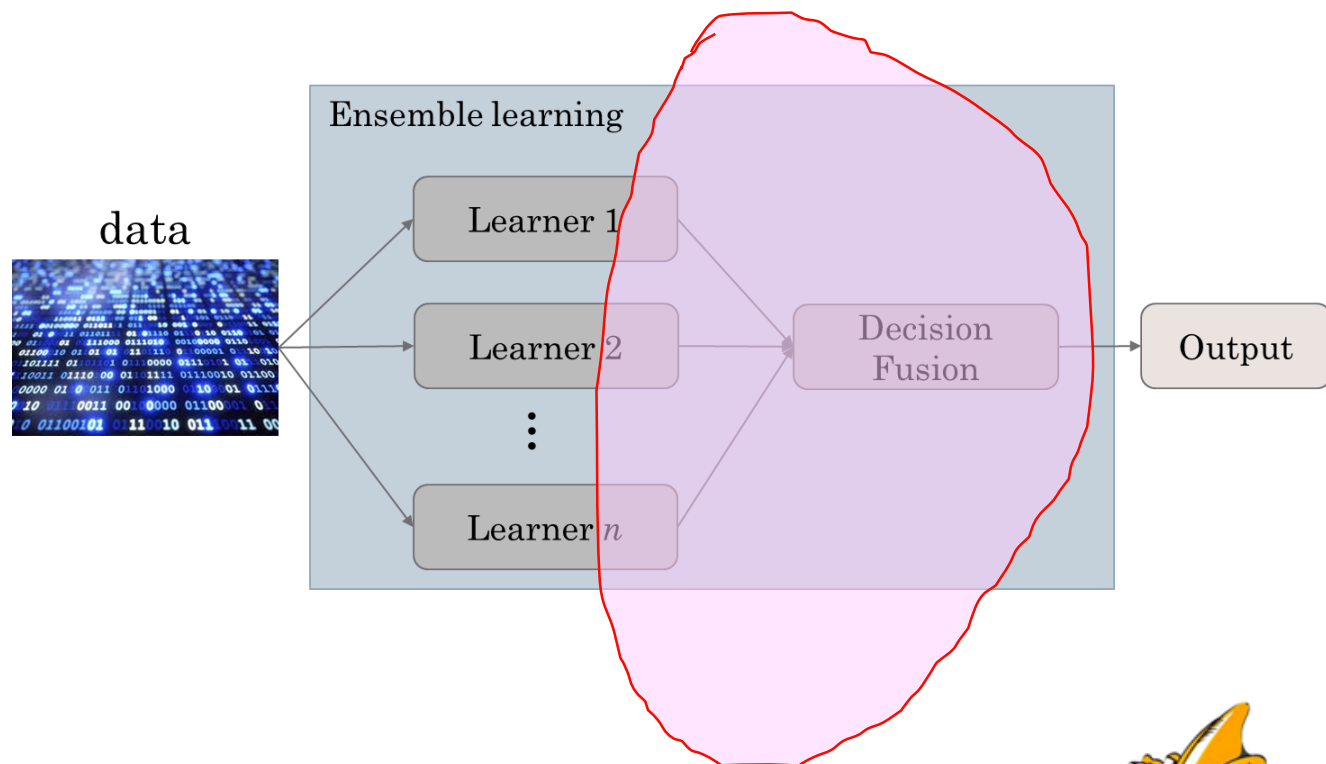 Ensemble learning
data
Learner 1
Learner 2
Learner n
Decision
Fusion
Output